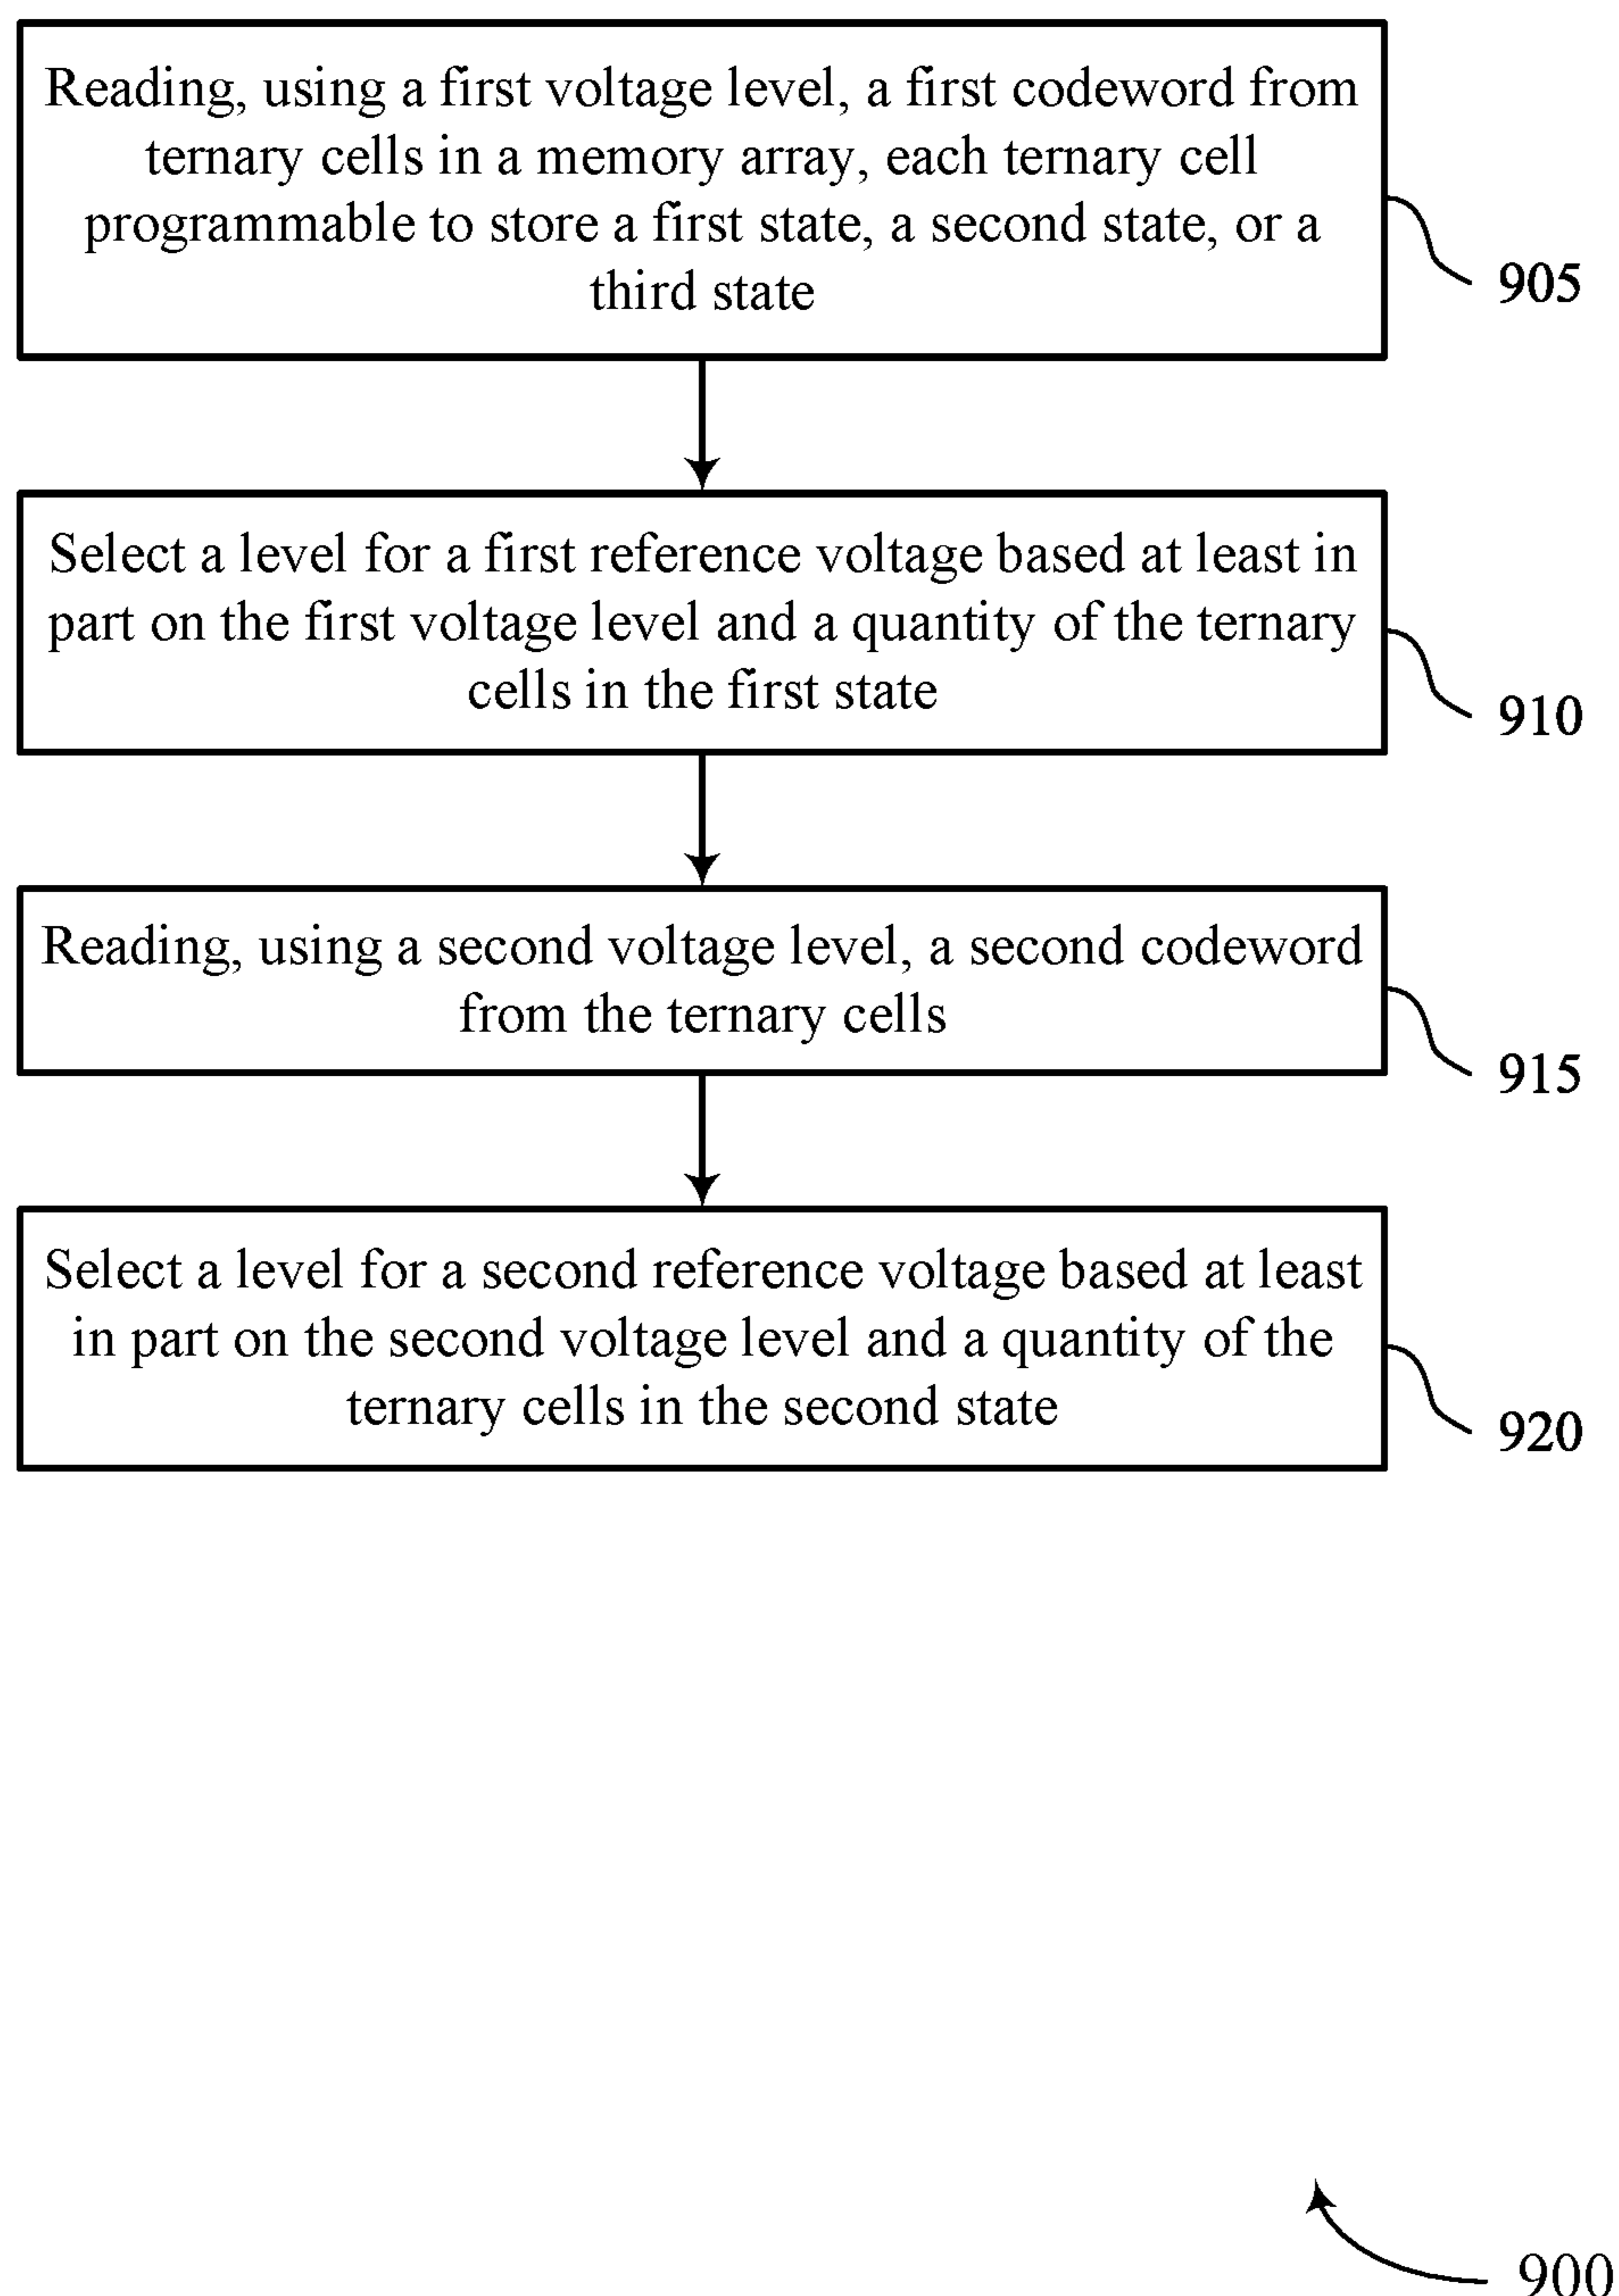 Reading, using a first voltage level, a first codeword from
ternary cells in a memory array, each ternary cell
programmable to store a first state, a second state, or a
third state
905
Select a level for a first reference voltage based at least in
part on the first voltage level and a quantity of the ternary
cells in the first state
910
Reading, using a second voltage level, a second codeword
from the ternary cells
915
Select a level for a second reference voltage based at least
in part on the second voltage level and a quantity of the
ternary cells in the second state
920
900